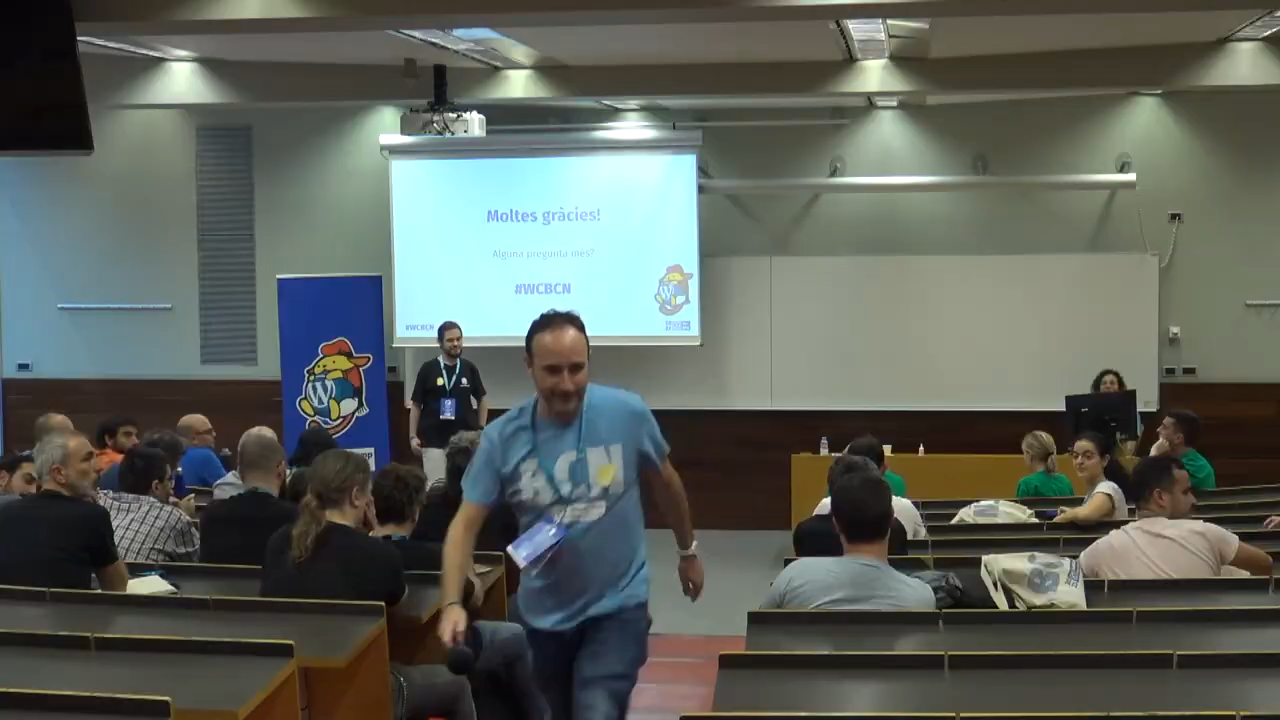 Moltes gràcies!
Alguna pregunta més?
#WCBCN
#WCBCN
W
W
BCN